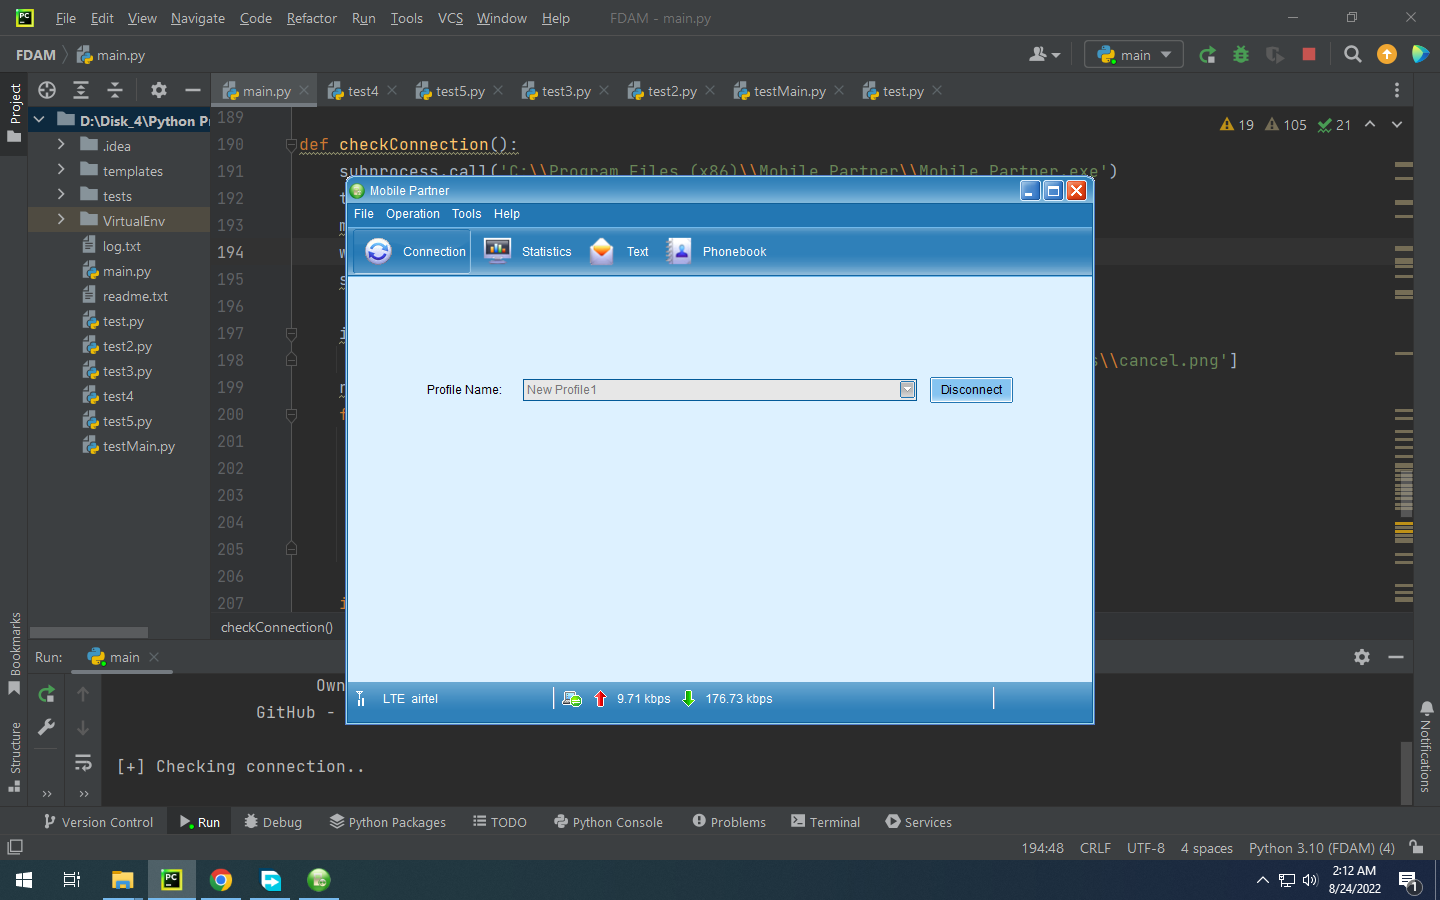 File Edit View Navigate Code Refactor Run Tools VCS Window Help FDAM - main.py
FDAM main.py main
Project
main.py test4 test5.py test3.py test2.py testMain.py test.py
D:\Disk_4\Python P
.idea
templates
tests
VirtualEnv
log.txt
main.py
readme.txt
test.py
test2.py
test3.py
test4
test5.py
testMain.py
189
190 def checkConnection():
191 subprocess.call('C:\\Program Files (x86)\\Mobile Partner\\Mobile Partner.exe')
192 t
193 m
194 w
195 s
196
197 i
198 s\\cancel.png']
199 n
200 f
201
202
203
204
205
206
207 i
19 105 21
checkConnection()
Mobile Partner
File Operation Tools Help
Connection Statistics Text Phonebook
Profile Name: New Profile1 Disconnect
LTE airtel 9.71 kbps 176.73 kbps
Run: main
Own
GitHub -
[+] Checking connection..
Bookmarks
Structure
Notifications
Version Control Run Debug Python Packages TODO Python Console Problems Terminal Services
194:48 CRLF UTF-8 4 spaces Python 3.10 (FDAM) (4)
PC
2:12 AM
8/24/2022
1